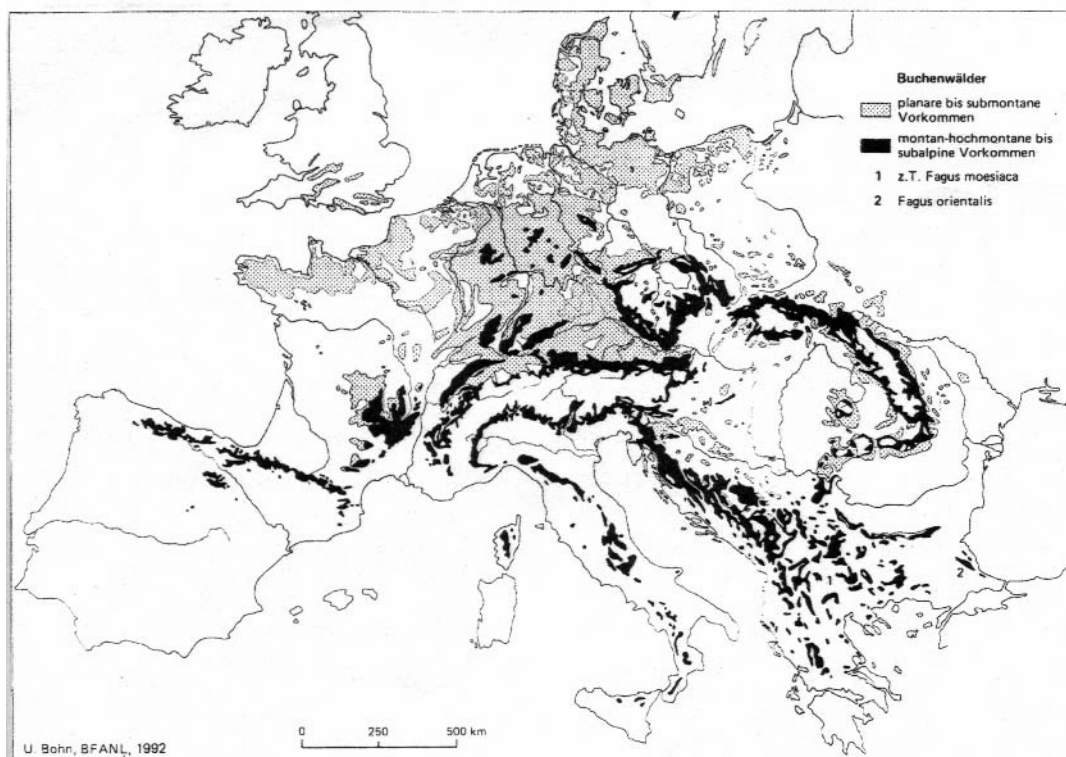 Buchenwälder
planare bis submontane
Vorkommen
montan-hochmontane bis
subalpine Vorkommen
1 z.T. Fagus moesiaca
2 Fagus orientalis
1
1
2
0 250 500 km
U. Bohn, BFANL, 1992